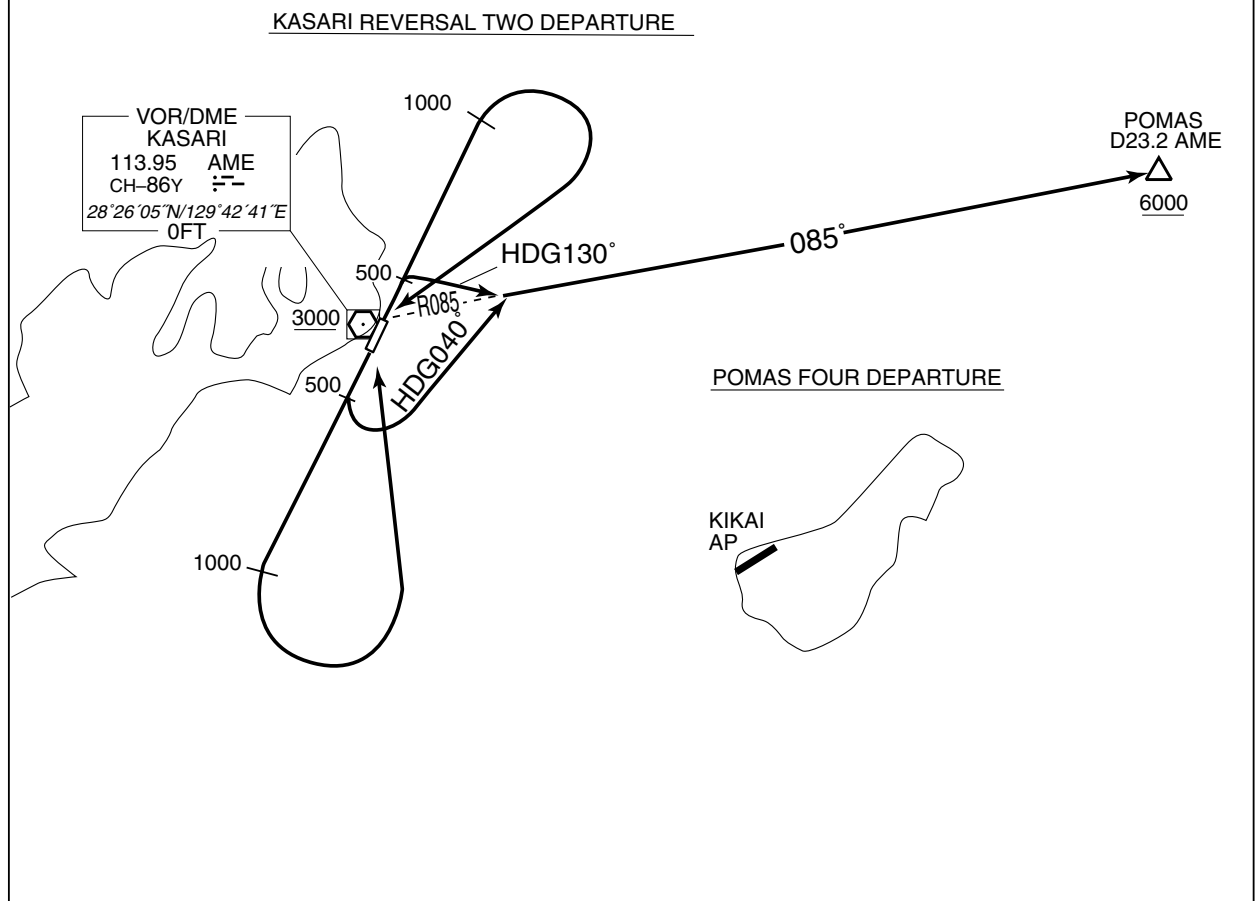 KASARI REVERSAL TWO DEPARTURE
VOR/DME
KASARI
113.95 AME
CH–86Y
28°26′05″N/129°42′41″E
0FT
1000
POMAS
D23.2 AME
6000
085°
HDG130°
500
R085
3000
HDG040°
500
POMAS FOUR DEPARTURE
KIKAI
AP
1000